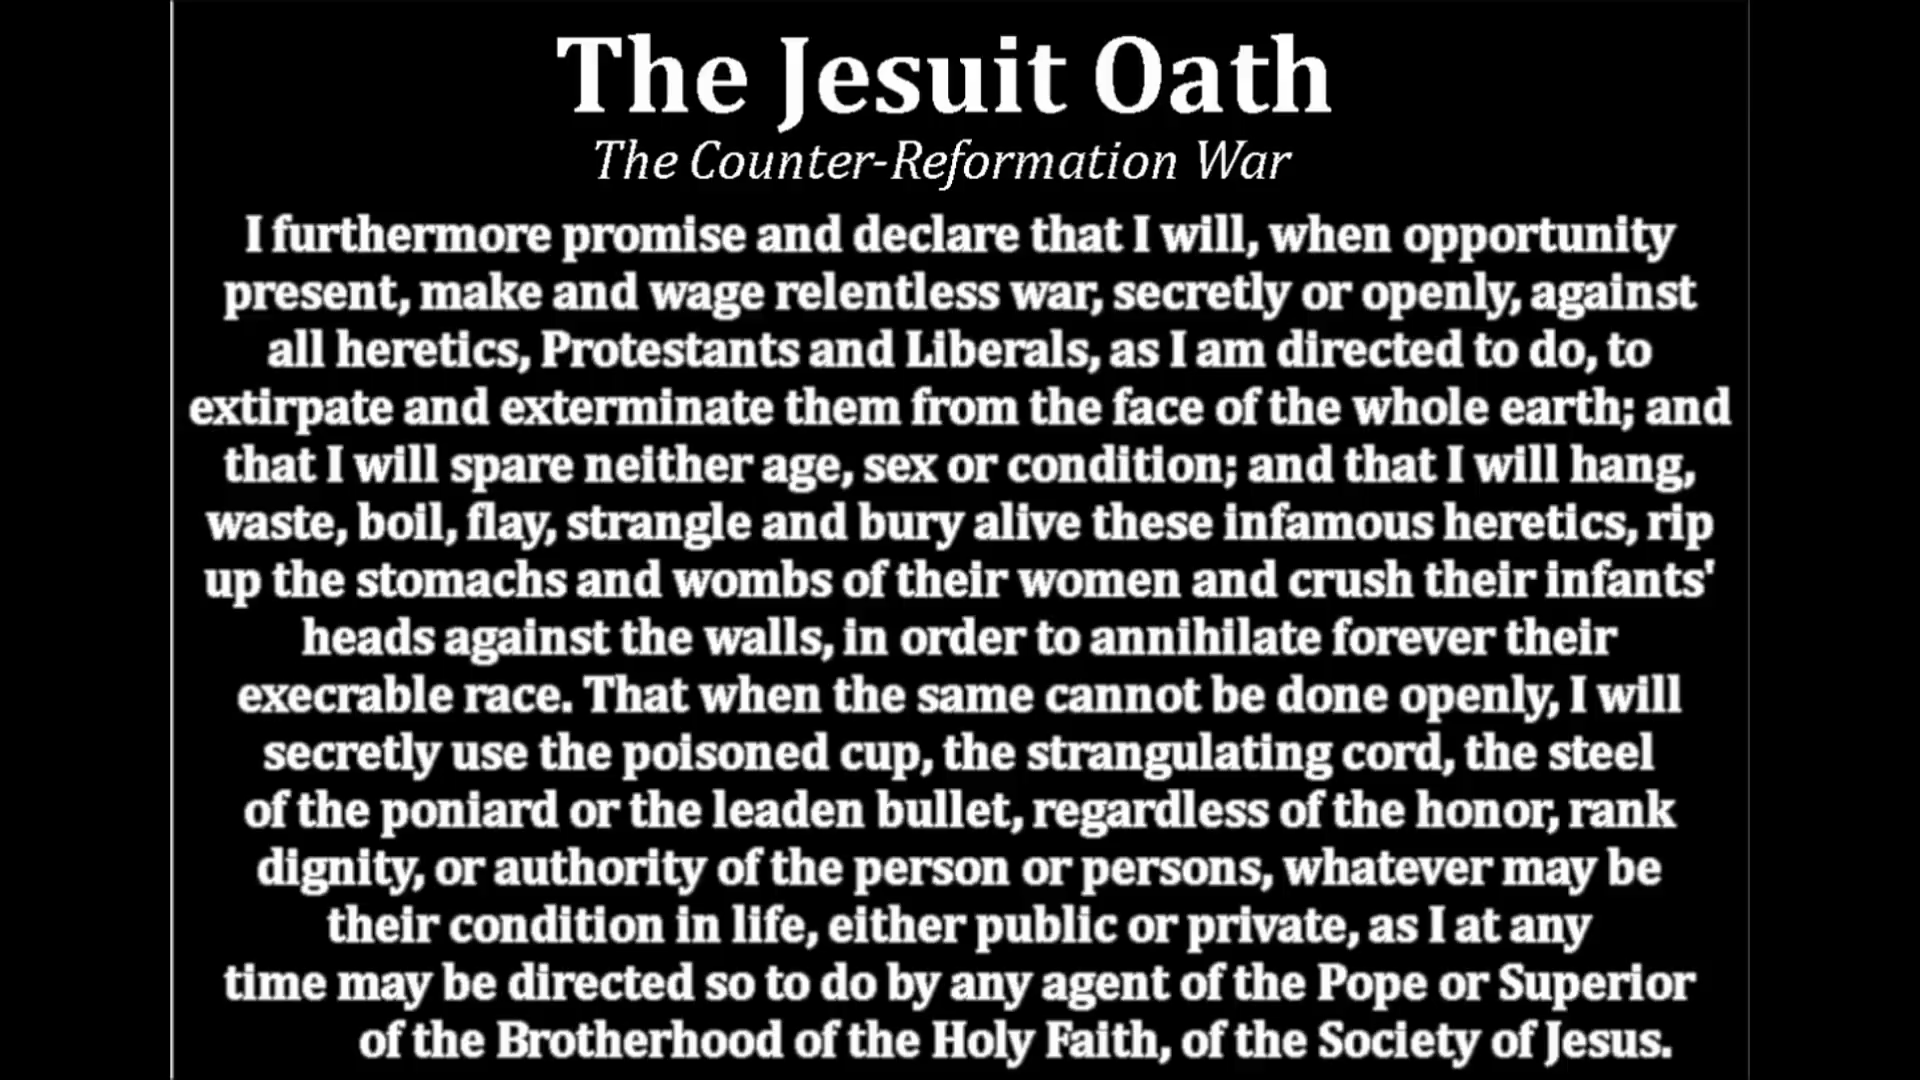 The Jesuit Oath
The Counter-Reformation War
I furthermore promise and declare that I will, when opportunity
present, make and wage relentless war, secretly or openly, against
all heretics, Protestants and Liberals, as I am directed to do, to
extirpate and exterminate them from the face of the whole earth; and
that I will spare neither age, sex or condition; and that I will hang,
waste, boil, flay, strangle and bury alive these infamous heretics, rip
up the stomachs and wombs of their women and crush their infants'
heads against the walls, in order to annihilate forever their
execrable race. That when the same cannot be done openly, I will
secretly use the poisoned cup, the strangulating cord, the steel
of the poniard or the leaden bullet, regardless of the honor, rank
dignity, or authority of the person or persons, whatever may be
their condition in life, either public or private, as I at any
time may be directed so to do by any agent of the Pope or Superior
of the Brotherhood of the Holy Faith, of the Society of Jesus.